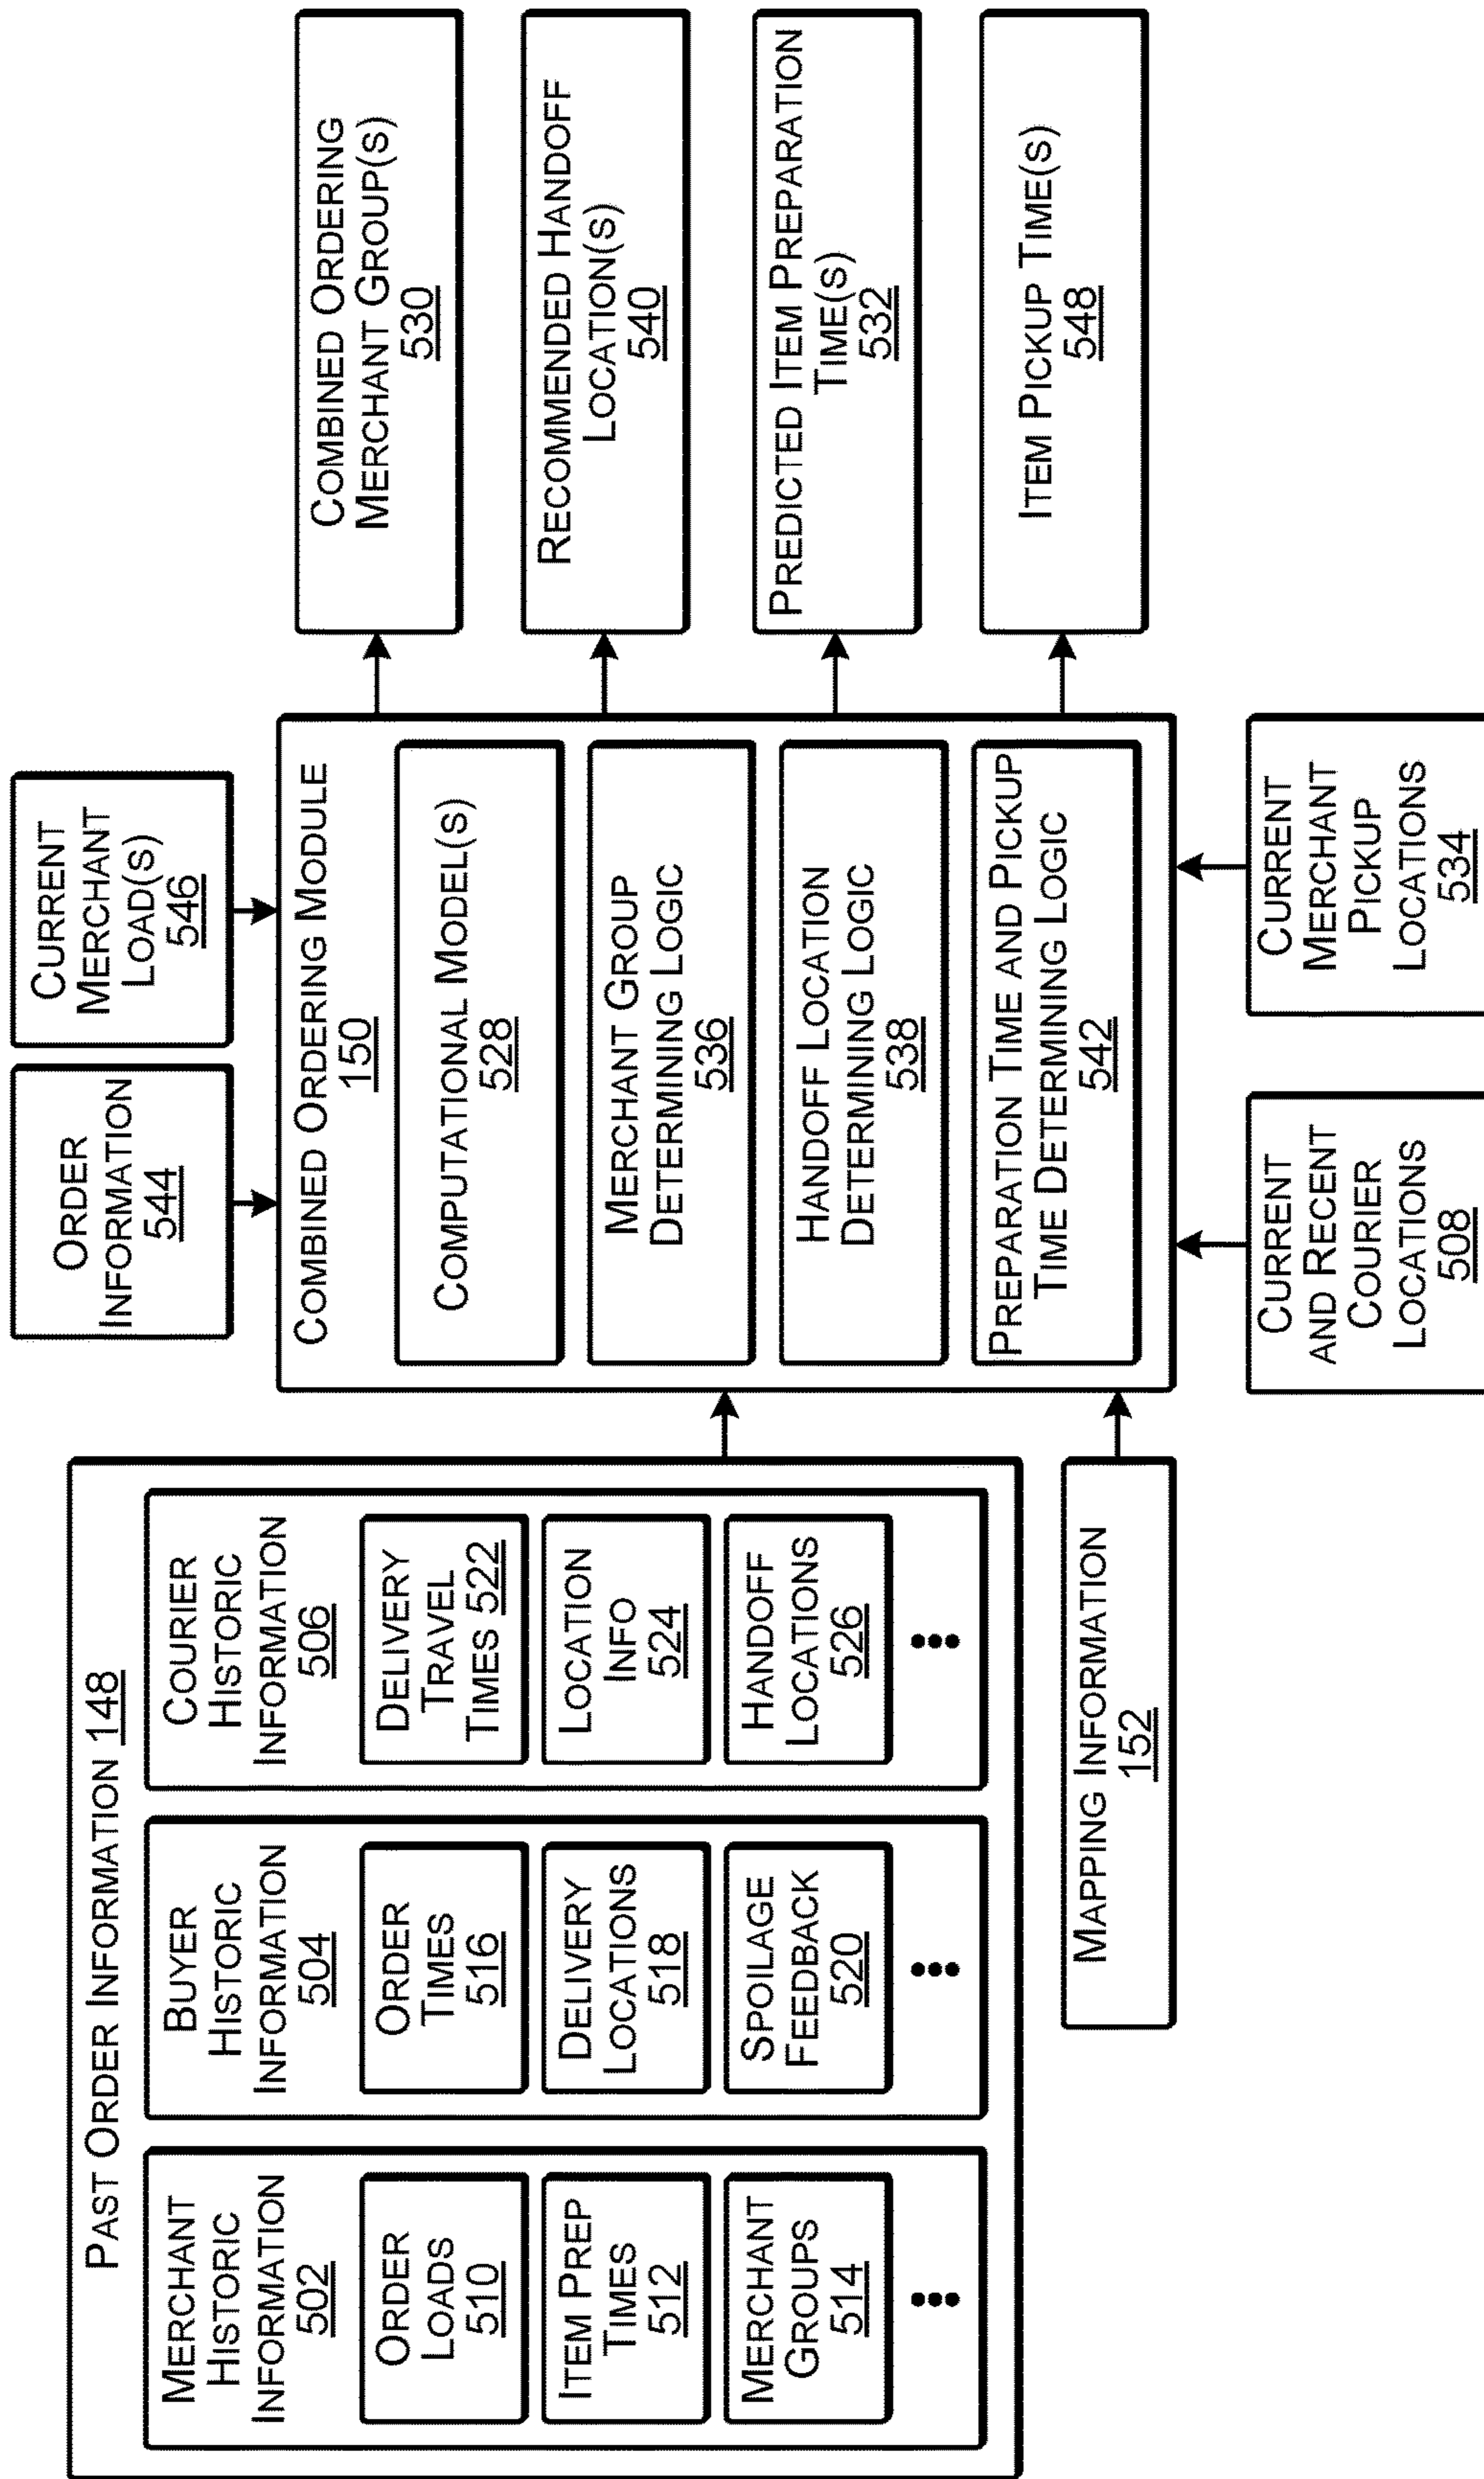 PAST ORDER INFORMATION 148
MERCHANT
HISTORIC
INFORMATION
502
ORDER
LOADS
510
ITEM PREP
TIMES
512
MERCHANT
GROUPS
514
BUYER
HISTORIC
INFORMATION
504
ORDER
TIMES
516
DELIVERY
LOCATIONS
518
SPOILAGE
FEEDBACK
520
COURIER
HISTORIC
INFORMATION
506
DELIVERY
TRAVEL
TIMES 522
LOCATION
INFO
524
HANDOFF
LOCATIONS
526
MAPPING INFORMATION
152
ORDER
INFORMATION
544
CURRENT
MERCHANT
LOAD(S)
546
COMBINED ORDERING MODULE
150
COMPUTATIONAL MODEL(S)
528
MERCHANT GROUP
DETERMINING LOGIC
536
HANDOFF LOCATION
DETERMINING LOGIC
538
PREPARATION TIME AND PICKUP
TIME DETERMINING LOGIC
542
CURRENT
AND RECENT
COURIER
LOCATIONS
508
CURRENT
MERCHANT
PICKUP
LOCATIONS
534
COMBINED ORDERING
MERCHANT GROUP(S)
530
RECOMMENDED HANDOFF
LOCATION(S)
540
PREDICTED ITEM PREPARATION
TIME(S)
532
ITEM PICKUP TIME(S)
548